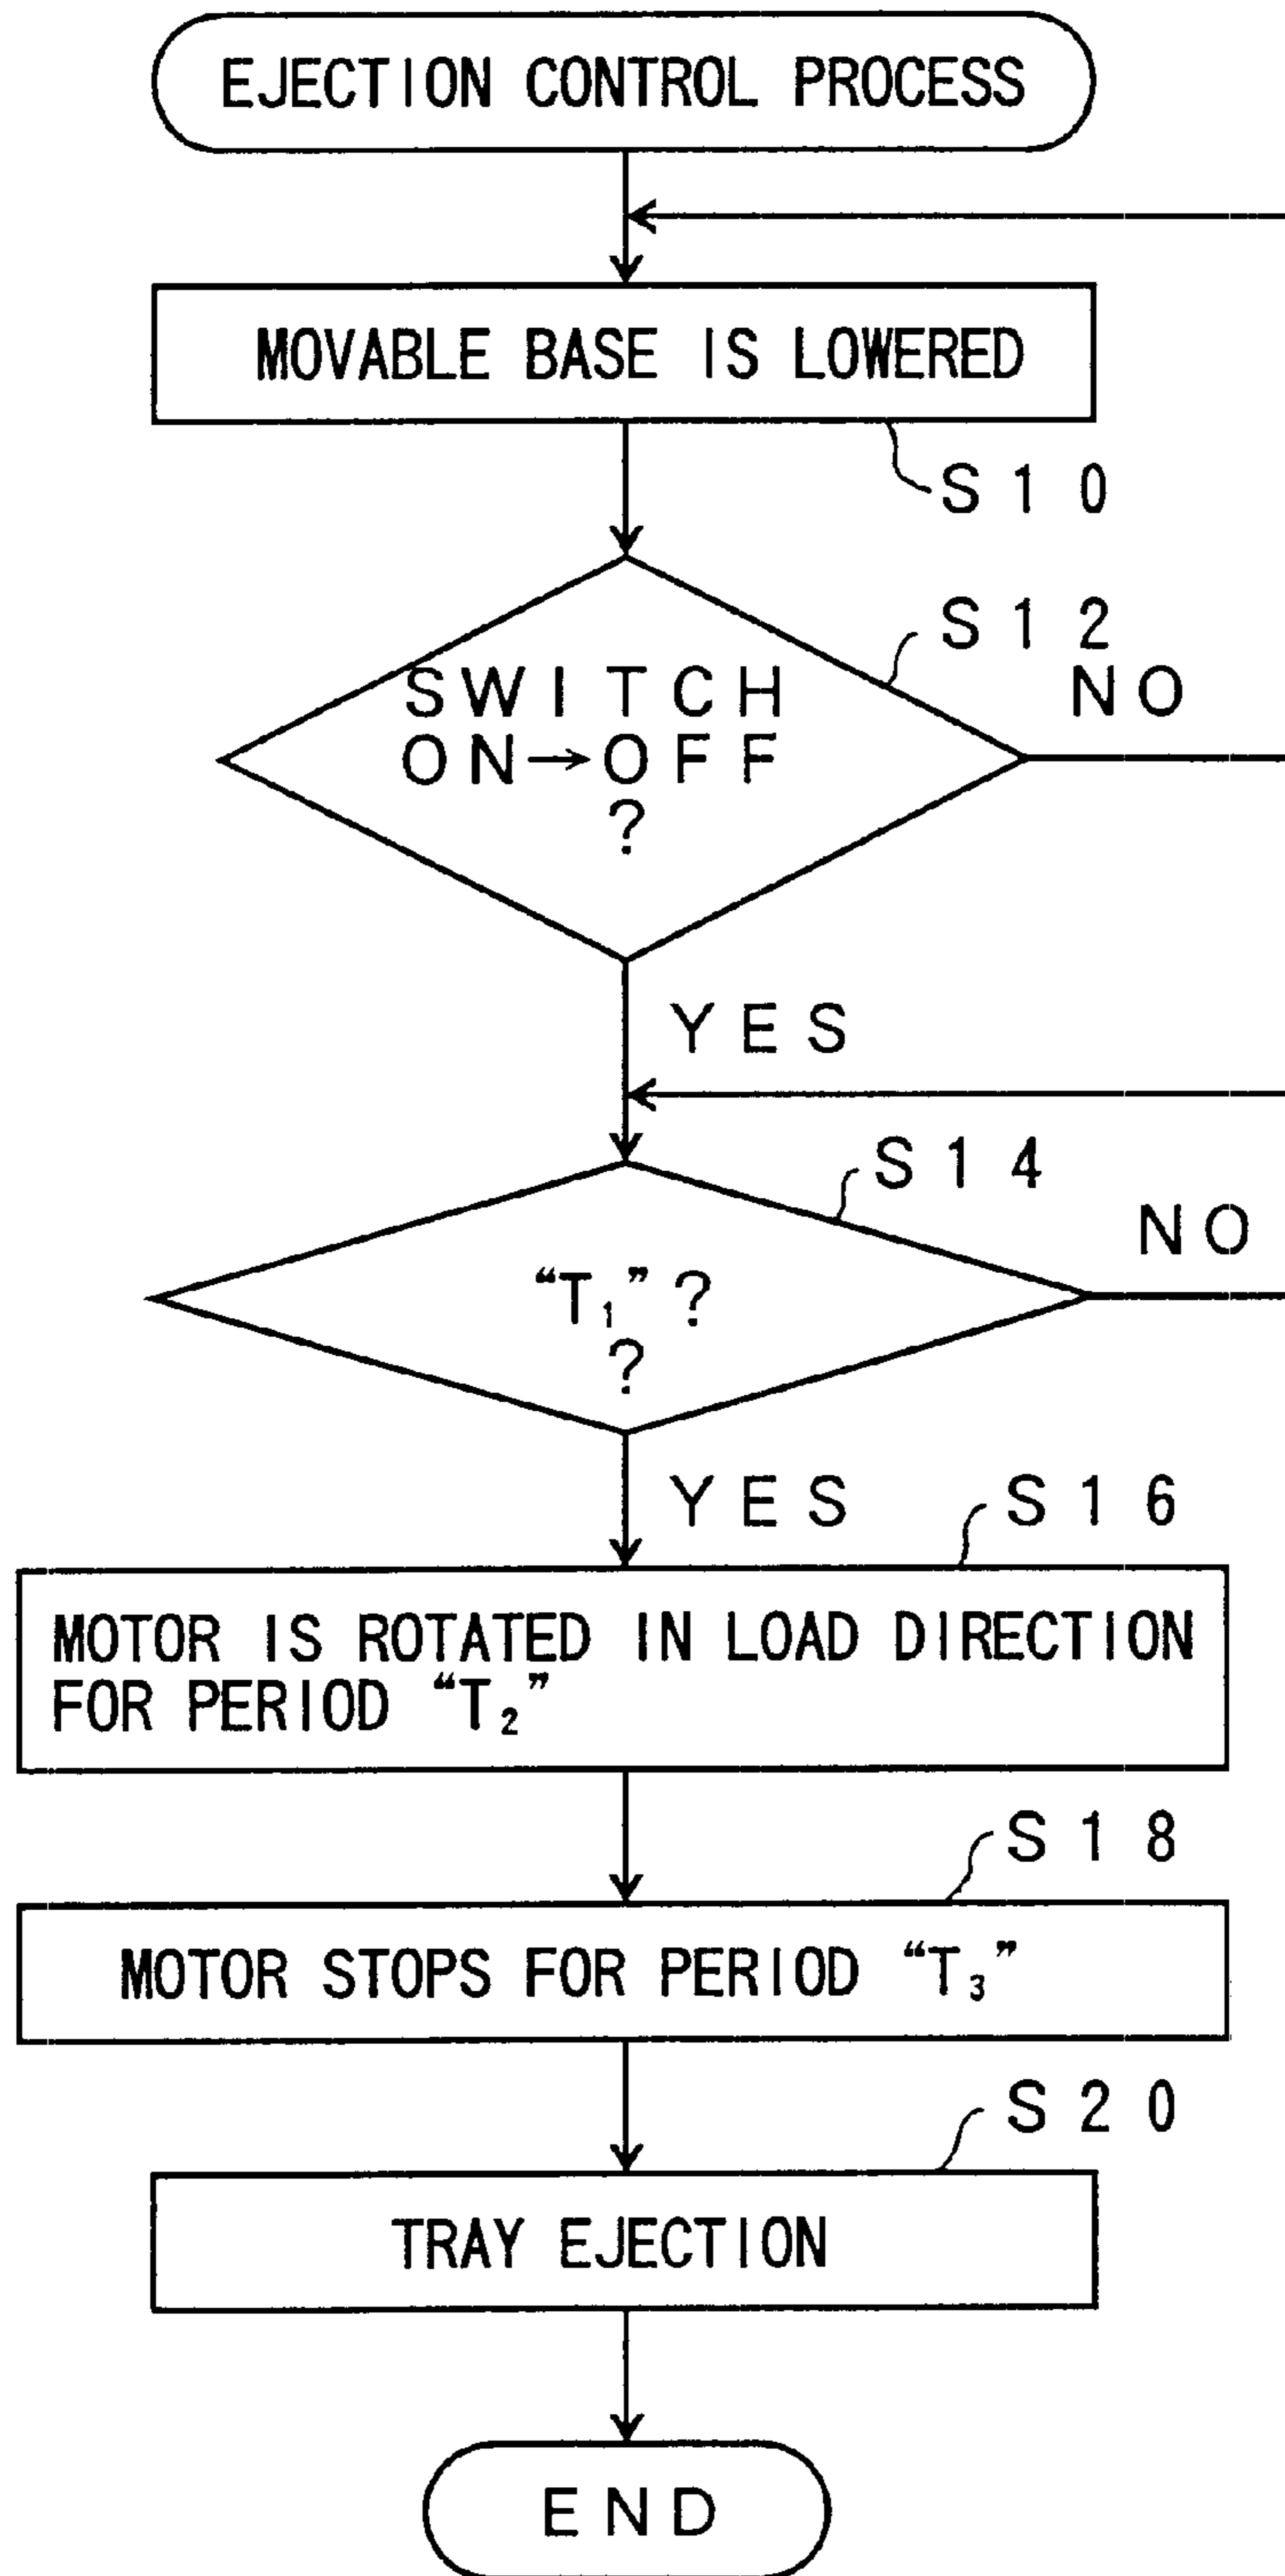 EJECTION CONTROL PROCESS
MOVABLE BASE IS LOWERED
S10
S12
SWITCH
ON→OFF
?
NO
YES
S14
"T₁"?
?
NO
YES
S16
MOTOR IS ROTATED IN LOAD DIRECTION
FOR PERIOD "T₂"
S18
MOTOR STOPS FOR PERIOD "T₃"
S20
TRAY EJECTION
END